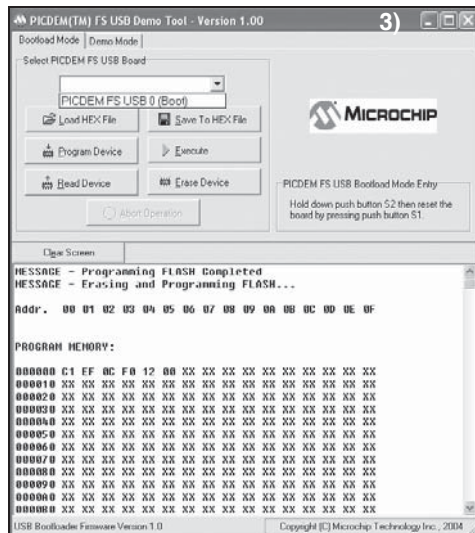 PICDEM(TM) FS USB Demo Tool - Version 1.00
3)
Bootload Mode
Demo Mode
Select PICDEM FS USB Board
PICDEM FS USB 0 (Boot)
Load HEX File
Save To HEX File
Program Device
Execute
Read Device
Erase Device
Abort Operation
MICROCHIP
PICDEM FS USB Bootload Mode Entry
Hold down push button S2 then reset the
board by pressing push button S1.
Clear Screen
MESSAGE - Programming FLASH Completed
MESSAGE - Erasing and Programming FLASH...
Addr. 00 01 02 03 04 05 06 07 08 09 0A 0B 0C 0D 0E 0F
PROGRAM MEMORY:
000000 C1 EF 0C F0 12 00 XX XX XX XX XX XX XX XX XX XX
000010 XX XX XX XX XX XX XX XX XX XX XX XX XX XX XX XX
000020 XX XX XX XX XX XX XX XX XX XX XX XX XX XX XX XX
000030 XX XX XX XX XX XX XX XX XX XX XX XX XX XX XX XX
000040 XX XX XX XX XX XX XX XX XX XX XX XX XX XX XX XX
000050 XX XX XX XX XX XX XX XX XX XX XX XX XX XX XX XX
000060 XX XX XX XX XX XX XX XX XX XX XX XX XX XX XX XX
000070 XX XX XX XX XX XX XX XX XX XX XX XX XX XX XX XX
000080 XX XX XX XX XX XX XX XX XX XX XX XX XX XX XX XX
000090 XX XX XX XX XX XX XX XX XX XX XX XX XX XX XX XX
0000A0 XX XX XX XX XX XX XX XX XX XX XX XX XX XX XX XX
0000B0 XX XX XX XX XX XX XX XX XX XX XX XX XX XX XX XX
USB Bootloader Firmware Version 1.0
Copyright (C) Microchip Technology Inc., 2004